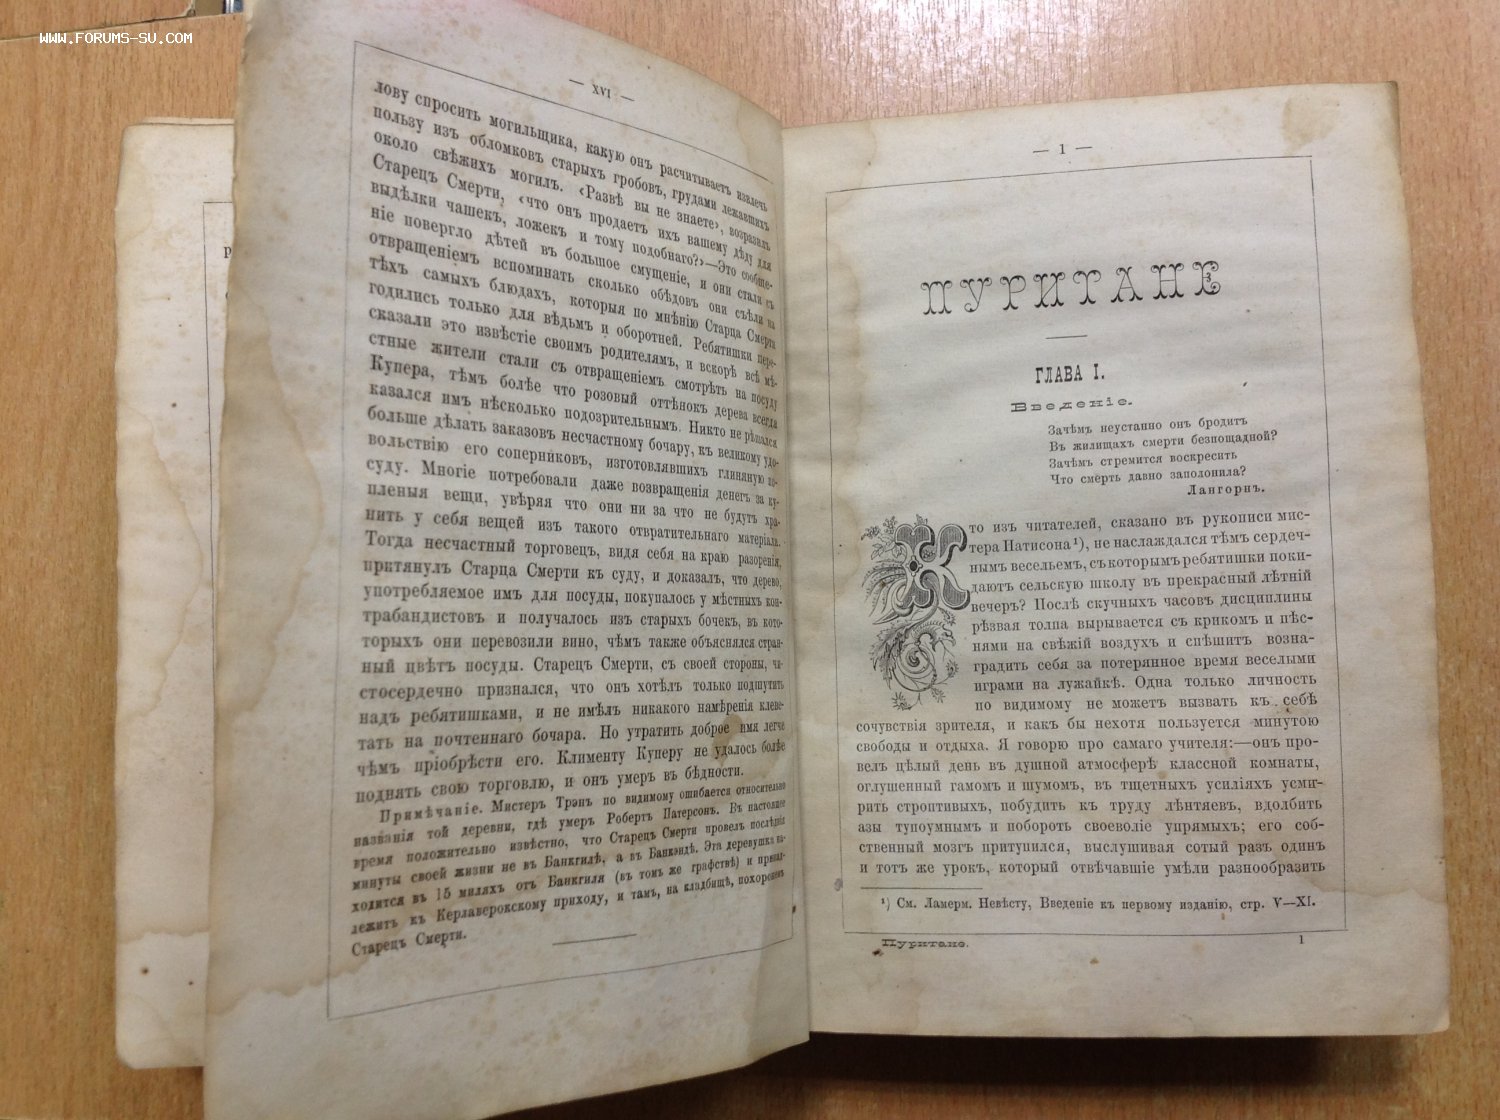 WWW.FORUMS-SU.COM
— XVI —
лову спросить могильщика, какую онъ расчитываетъ извлечь
пользу изъ обломковъ старыхъ гробовъ, грудами лежавшихъ
около свѣжихъ могилъ. ‹Развѣ вы не знаете›, возразилъ
Старецъ Смерти, ‹что онъ продаетъ ихъ вашему дѣду для
выдѣлки чашекъ, ложекъ и тому подобнаго?›—Это сообще-
ніе повергло дѣтей въ большое смущеніе, и они стали съ
отвращеніемъ вспоминать сколько обѣдовъ они съѣли на
тѣхъ самыхъ блюдахъ, которыя по мнѣнію Старца Смерти
годились только для вѣдьмъ и оборотней. Ребятишки пере-
сказали это извѣстіе своимъ родителямъ, и вскорѣ всѣ мѣ-
стные жители стали съ отвращеніемъ смотрѣть на посуду
Купера, тѣмъ болѣе что розовый оттѣнокъ дерева всегда
казался имъ нѣсколько подозрительнымъ. Никто не рѣшался
больше дѣлать заказовъ несчастному бочару, къ великому удо-
вольствію его соперниковъ, изготовлявшихъ глиняную по-
суду. Многіе потребовали даже возвращенія денегъ за ку-
пленыя вещи, увѣряя что они ни за что не будутъ хра-
нить у себя вещей изъ такого отвратительнаго матеріала.
Тогда несчастный торговецъ, видя себя на краю разоренія,
прктянулъ Старца Смерти къ суду, и доказалъ, что дерево,
употребляемое имъ для посуды, покупалось у мѣстныхъ кон-
трабандистовъ и получалось изъ старыхъ бочекъ, въ кото-
торыхъ они перевозили вино, чѣмъ также объяснялся стран-
ный цвѣтъ посуды. Старецъ Смерти, съ своей стороны, чи-
стосердечно признался, что онъ хотѣлъ только подшутить
надъ ребятишками, и не имѣлъ никакого намѣренія клеве-
тать на почтеннаго бочара. Но утратить доброе имя легче
чѣмъ пріобрѣсти его. Клименту Куперу не удалось болѣе
поднять свою торговлю, и онъ умеръ въ бѣдности.
Примѣчаніе. Мистеръ Трэнъ по видимому ошибается относительно
названія той деревни, гдѣ умеръ Робертъ Патерсонъ. Въ настоящее
время положительно извѣстно, что Старецъ Смерти провелъ послѣднія
минуты своей жизни не въ Банкгилѣ, а въ Банкэндѣ. Эта деревушка на-
ходится въ 15 миляхъ отъ Банкгиля (въ томъ же графствѣ) и принад-
лежитъ къ Керлаверокскому приходу, и тамъ, на кладбищѣ, похороненъ
Старецъ Смерти.
— 1 —
ПУРИТАНЕ
ГЛАВА I.
Введеніе.
Зачѣмъ неустанно онъ бродитъ
Въ жилищахъ смерти безпощадной?
Зачѣмъ стремится воскресить
Что смерть давно заполонила?
Лангорнъ.
Кто изъ читателей, сказано въ рукописи мис-
тера Патисона¹), не наслаждался тѣмъ сердеч-
нымъ весельемъ, съ которымъ ребятишки поки-
даютъ сельскую школу въ прекрасный лѣтній
вечеръ? Послѣ скучныхъ часовъ дисциплины
рѣзвая толпа вырывается съ крикомъ и пѣс-
нями на свѣжій воздухъ и спѣшитъ возна-
градить себя за потерянное время веселыми
играми на лужайкѣ. Одна только личность
по видимому не можетъ вызвать къ себѣ
сочувствія зрителя, и какъ бы нехотя пользуется минутою
свободы и отдыха. Я говорю про самаго учителя:—онъ про-
велъ цѣлый день въ душной атмосферѣ классной комнаты,
оглушенный гамомъ и шумомъ, въ тщетныхъ усиліяхъ усми-
рить строптивыхъ, побудить къ труду лѣнтяевъ, вдолбить
азы тупоумнымъ и побороть своеволіе упрямыхъ; его соб-
ственный мозгъ притупился, выслушивая сотый разъ одинъ
и тотъ же урокъ, который отвѣчавшіе умѣли разнообразить
¹) См. Ламерм. Невѣсту, Введеніе къ первому изданію, стр. V—XI.
Пуритане. 1